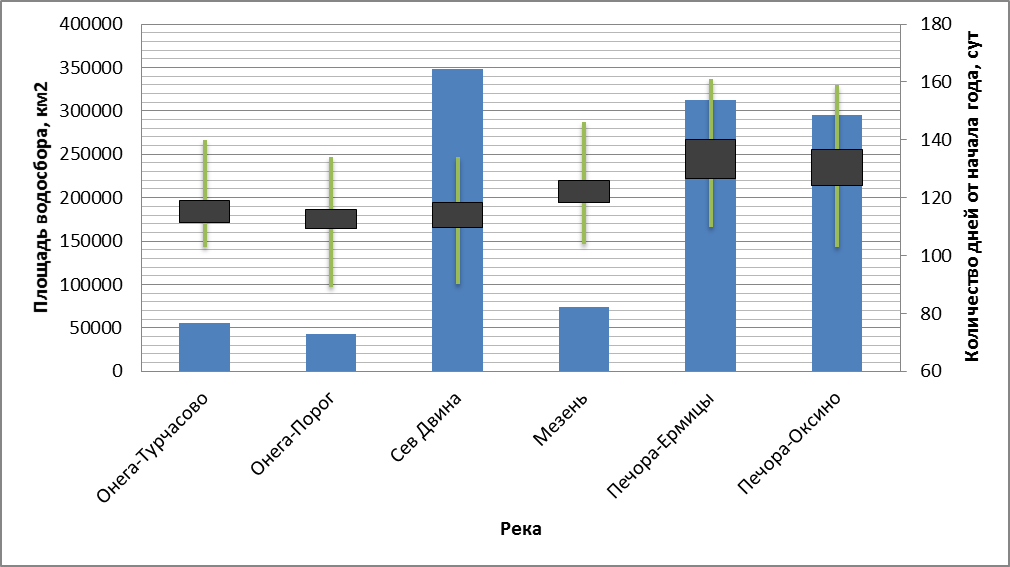 Площадь водосбора, км2
400000
350000
300000
250000
200000
150000
100000
50000
0
180
160
140
120
100
80
60
Количество дней от начала года, сут
Онега-Турчасово
Онега-Порог
Сев Двина
Мезень
Печора-Ермицы
Печора-Оксино
Река